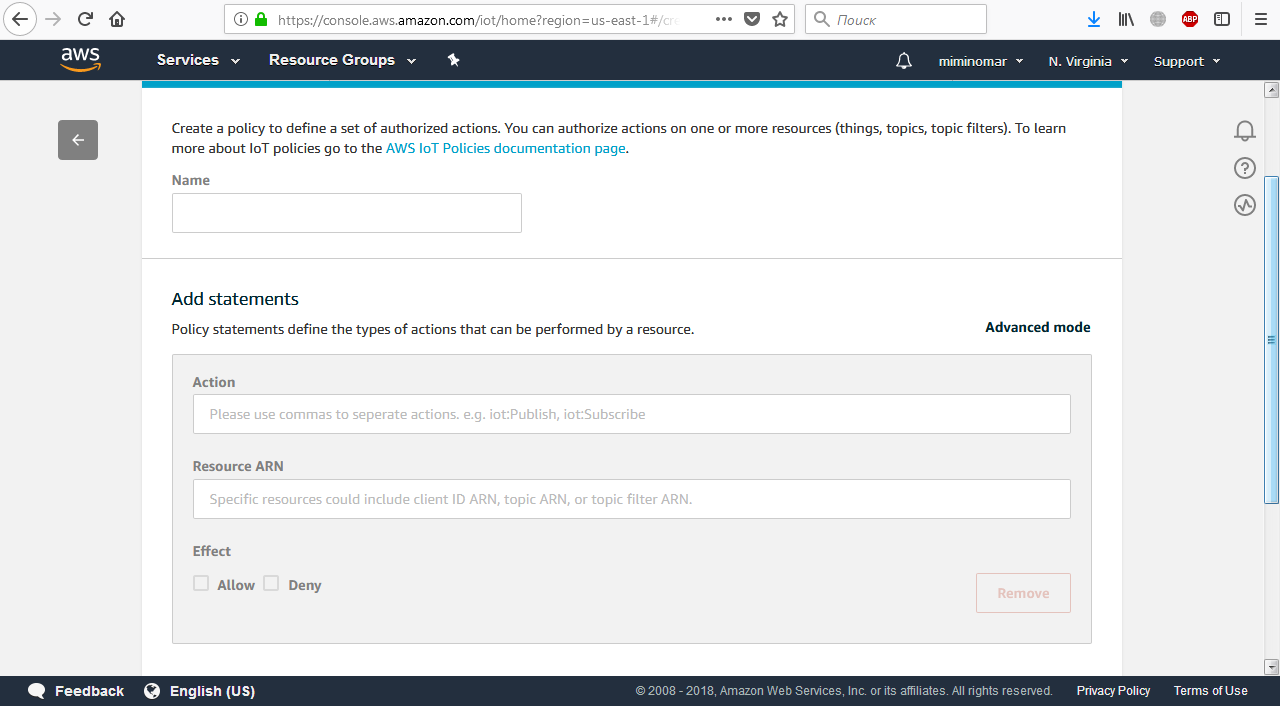 https://console.aws.amazon.com/iot/home?region=us-east-1#/cre
Поиск
ABP
aws
Services
Resource Groups
miminomar
N. Virginia
Support
Create a policy to define a set of authorized actions. You can authorize actions on one or more resources (things, topics, topic filters). To learn
more about IoT policies go to the AWS IoT Policies documentation page.
Name
Add statements
Policy statements define the types of actions that can be performed by a resource.
Advanced mode
Action
Please use commas to seperate actions. e.g. iot:Publish, iot:Subscribe
Resource ARN
Specific resources could include client ID ARN, topic ARN, or topic filter ARN.
Effect
Allow
Deny
Remove
Feedback
English (US)
© 2008 - 2018, Amazon Web Services, Inc. or its affiliates. All rights reserved.
Privacy Policy
Terms of Use